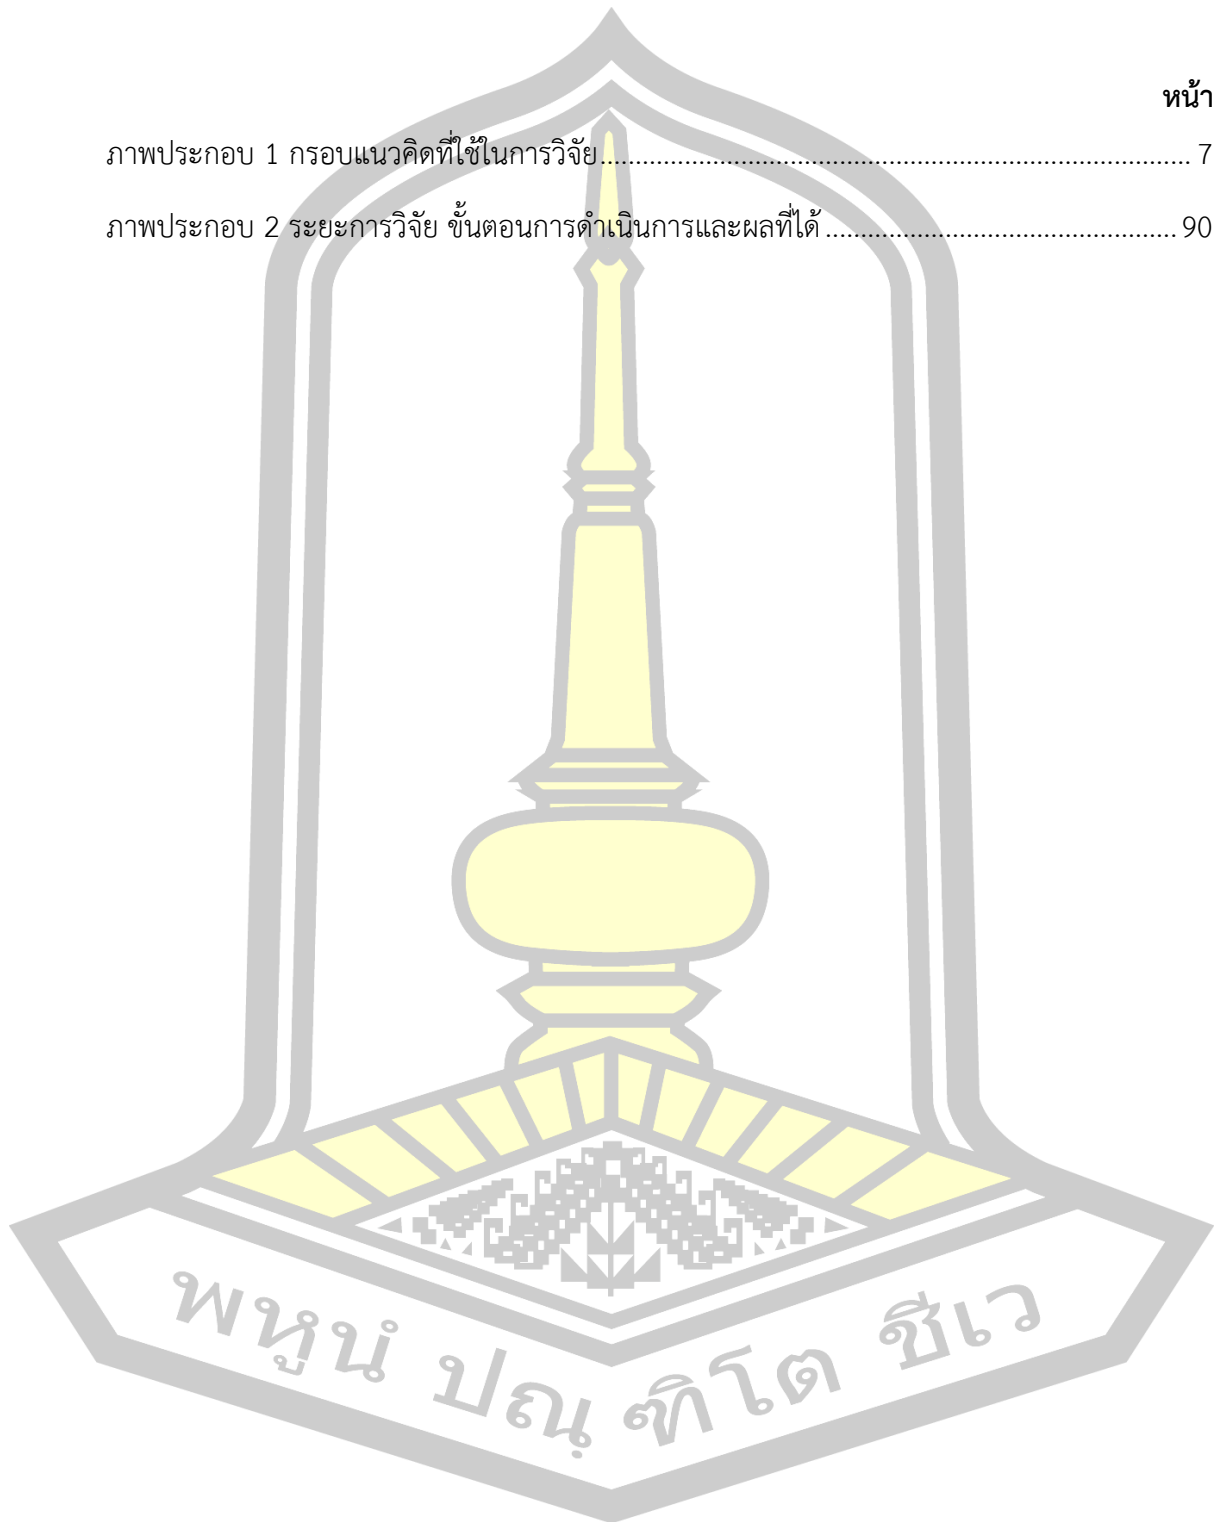 หน้า
ภาพประกอบ 1 กรอบแนวคิดที่ใช้ในการวิจัย.......................................................................................... 7
ภาพประกอบ 2 ระยะการวิจัย ขั้นตอนการดำเนินการและผลที่ได้ ..................................................... 90
พหูนํ ปณฺฑิโต ชีเว